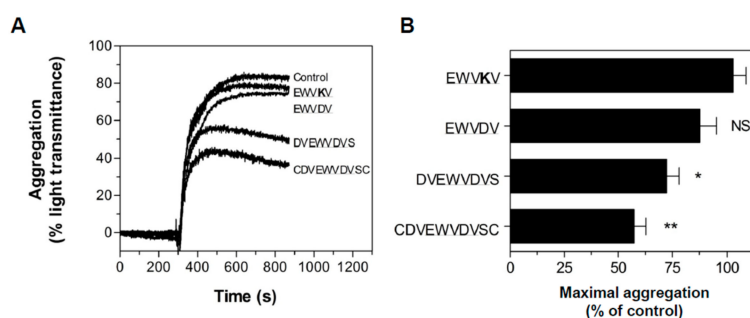 A
Aggregation
(% light transmittance)
100
80
60
40
20
0
Control
EWVKV
EWVDV
DVEWVDVS
CDVEWVDVSC
0 200 400 600 800 1000 1200
Time (s)
B
EWVKV
EWVDV
NS
DVEWVDVS
*
CDVEWVDVSC
**
0 25 50 75 100
Maximal aggregation
(% of control)